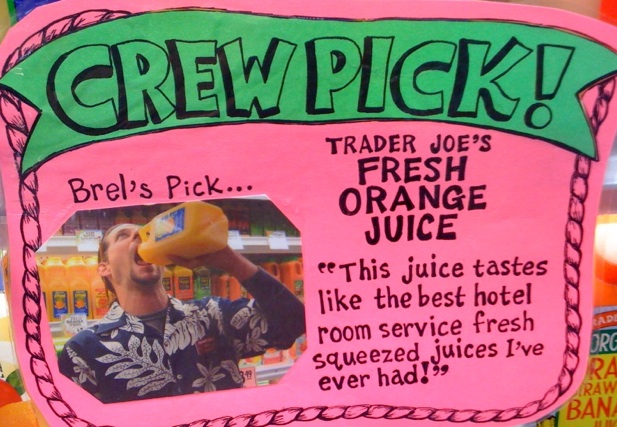 CREW PICK!
TRADER JOE'S
FRESH
ORANGE
JUICE
Brel's Pick...
"This juice tastes
like the best hotel
room service fresh
squeezed juices I've
ever had!"